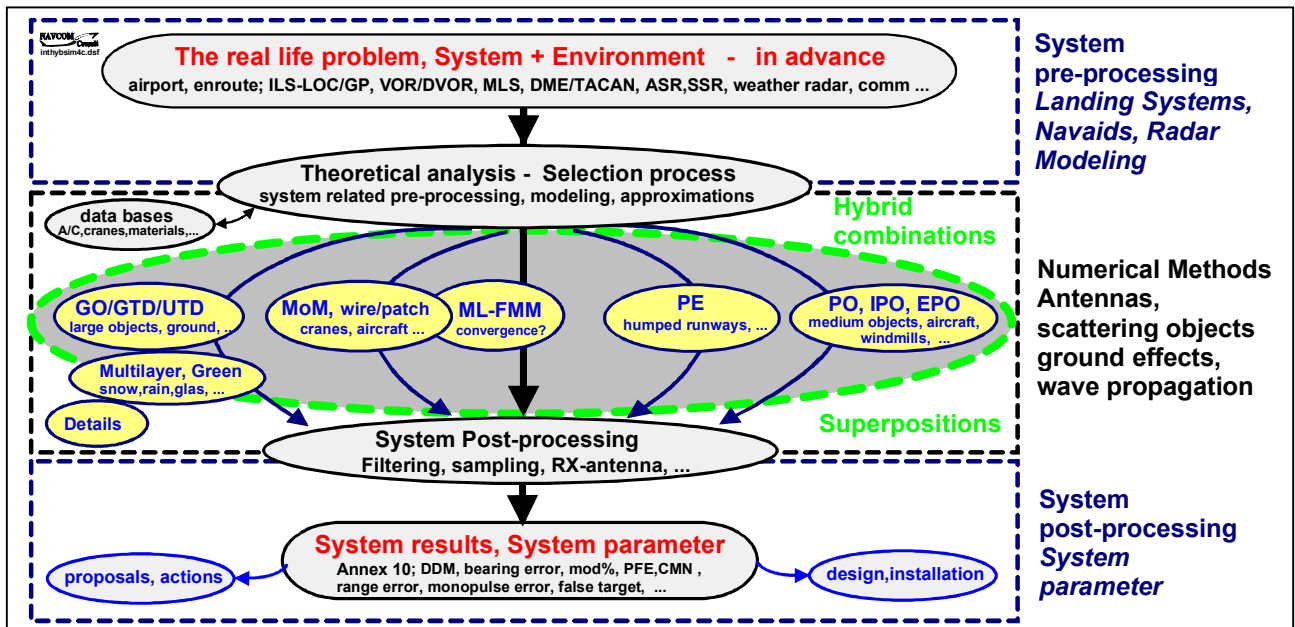 NAVCOM Consult
inthybsim4c.dsf
The real life problem, System + Environment - in advance
airport, enroute; ILS-LOC/GP, VOR/DVOR, MLS, DME/TACAN, ASR,SSR, weather radar, comm ...
System
pre-processing
Landing Systems,
Navaids, Radar
Modeling
Theoretical analysis - Selection process
system related pre-processing, modeling, approximations
data bases
A/C,cranes,materials,...
Hybrid
combinations
GO/GTD/UTD
large objects, ground, ..
MoM, wire/patch
cranes, aircraft ...
ML-FMM
convergence?
PE
humped runways, ...
PO, IPO, EPO
medium objects, aircraft,
windmills, ...
Multilayer, Green
snow,rain,glas, ...
Details
Superpositions
Numerical Methods
Antennas,
scattering objects
ground effects,
wave propagation
System Post-processing
Filtering, sampling, RX-antenna, ...
System results, System parameter
Annex 10; DDM, bearing error, mod%, PFE,CMN ,
range error, monopulse error, false target, ...
proposals, actions
design,installation
System
post-processing
System
parameter